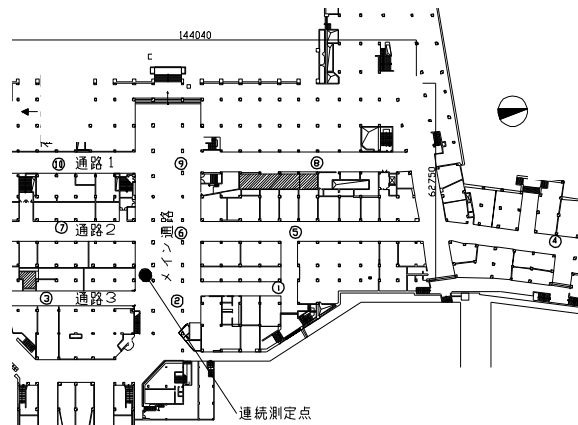 144040
62750
⑩ 通路1 ⑨ ⑧
⑦ 通路2 ⑥ ⑤ ④
メイン通路
③ 通路3 ② ①
連続測定点